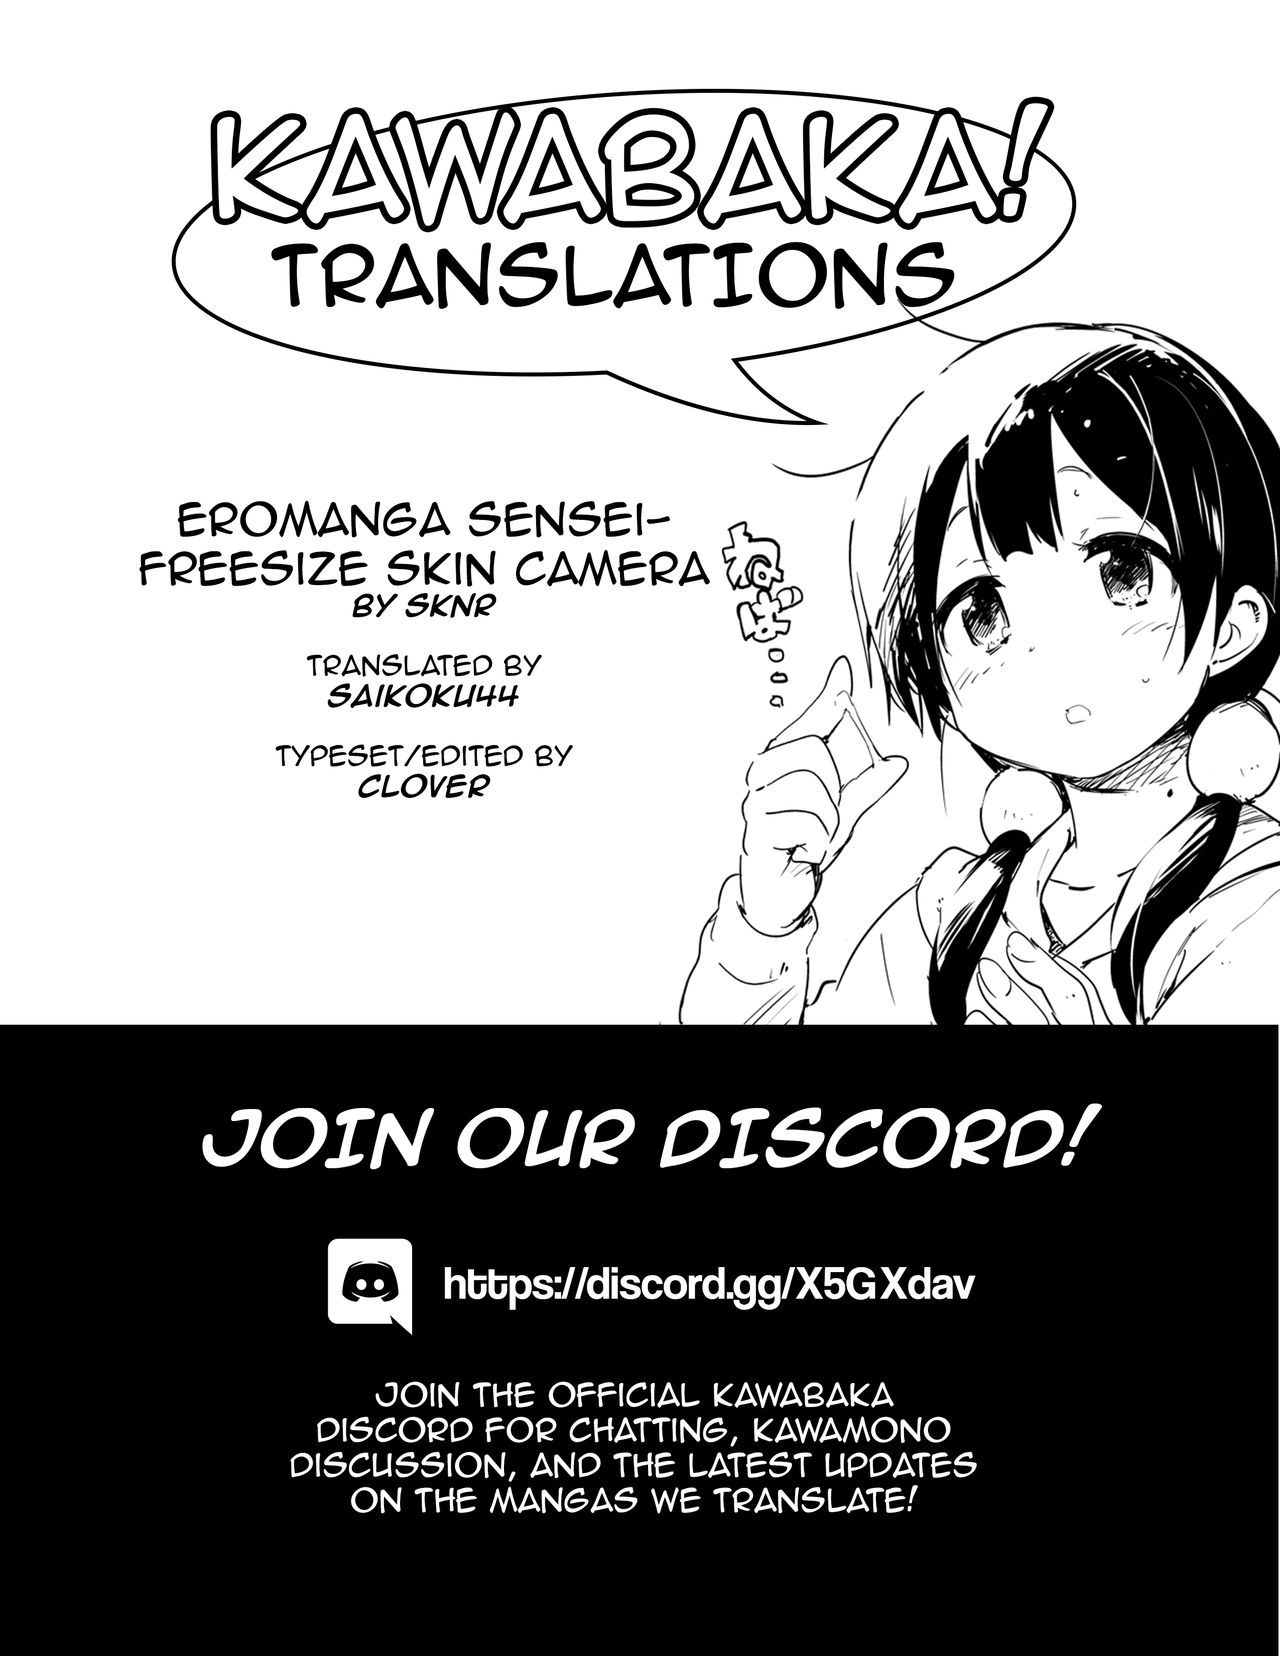 KAWABAKA!
TRANSLATIONS
EROMANGA SENSEI-
FREESIZE SKIN CAMERA
BY SKNR
TRANSLATED BY
SAIKOKU44
TYPESET/EDITED BY
CLOVER
ねば…
JOIN OUR DISCORD!
https://discord.gg/X5GXdav
JOIN THE OFFICIAL KAWABAKA
DISCORD FOR CHATTING, KAWAMONO
DISCUSSION, AND THE LATEST UPDATES
ON THE MANGAS WE TRANSLATE!